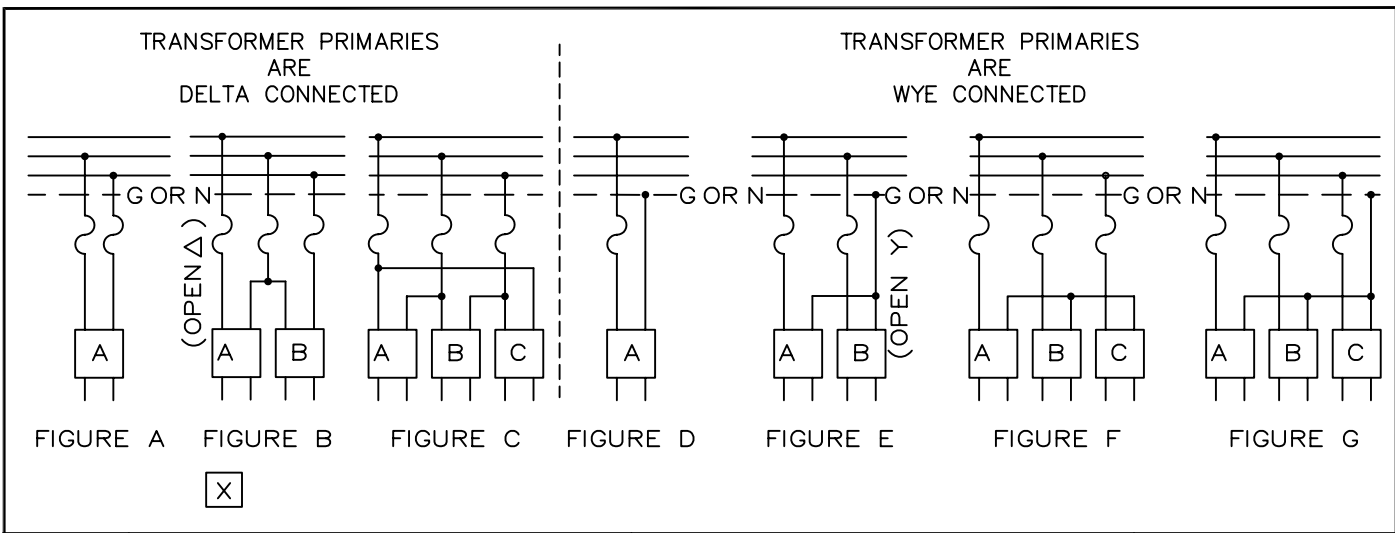 TRANSFORMER PRIMARIES
ARE
DELTA CONNECTED
TRANSFORMER PRIMARIES
ARE
WYE CONNECTED
G OR N
G OR N
G OR N
G OR N
(OPEN Δ)
(OPEN Y)
A
A B
A B C
A
A B
A B C
A B C
FIGURE A FIGURE B FIGURE C FIGURE D FIGURE E FIGURE F FIGURE G
X